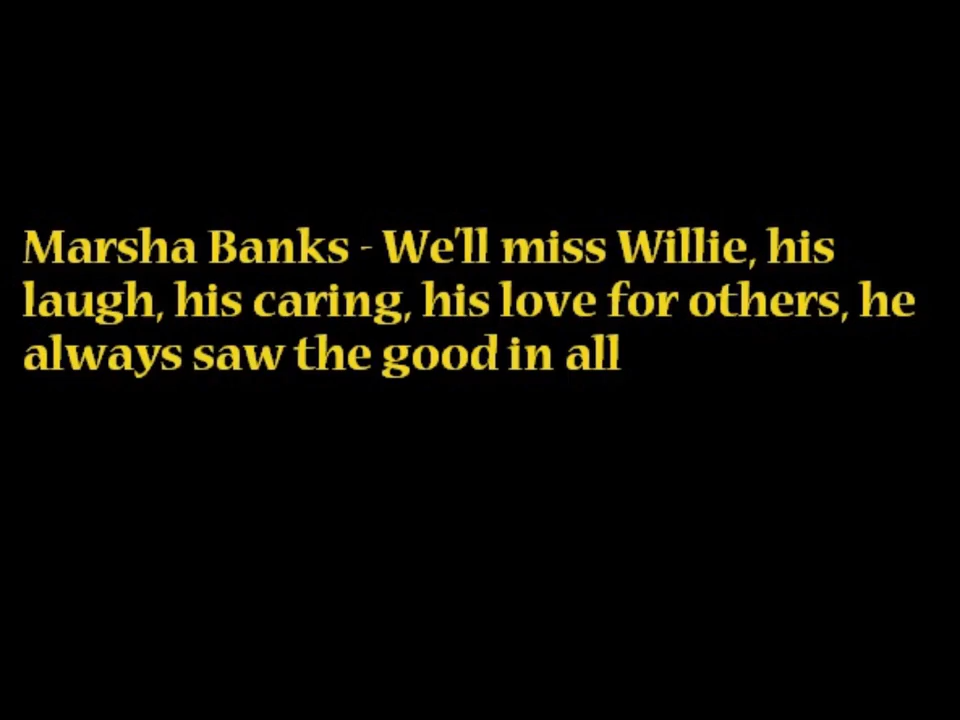 Marsha Banks - We'll miss Willie, his
laugh, his caring, his love for others, he
always saw the good in all